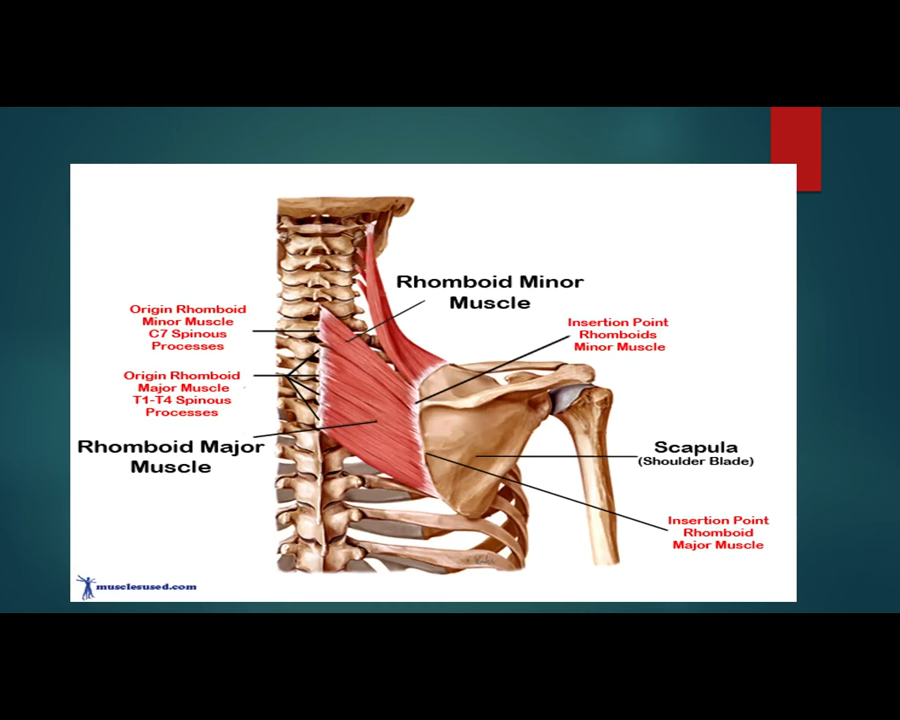 Rhomboid Minor
Muscle
Origin Rhomboid
Minor Muscle
C7 Spinous
Processes
Insertion Point
Rhomboids
Minor Muscle
Origin Rhomboid
Major Muscle
T1-T4 Spinous
Processes
Rhomboid Major
Muscle
Scapula
(Shoulder Blade)
Insertion Point
Rhomboid
Major Muscle
musclesused.com